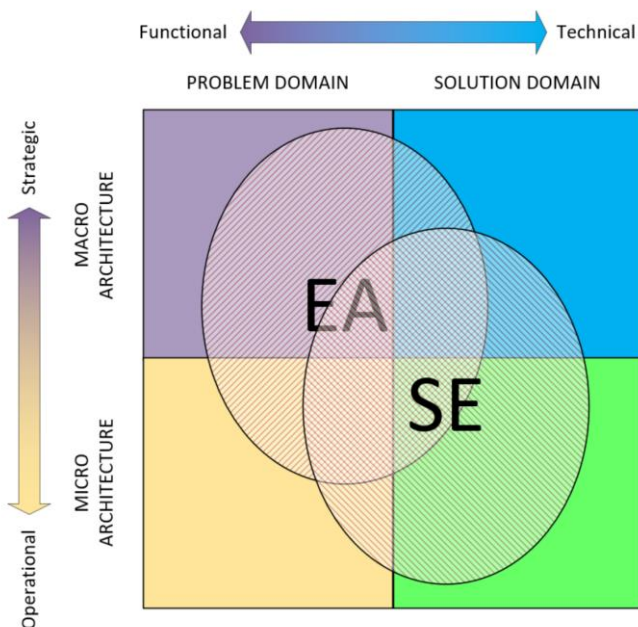 Functional
Technical
PROBLEM DOMAIN
SOLUTION DOMAIN
Strategic
MACRO
ARCHITECTURE
EA
SE
MICRO
ARCHITECTURE
Operational